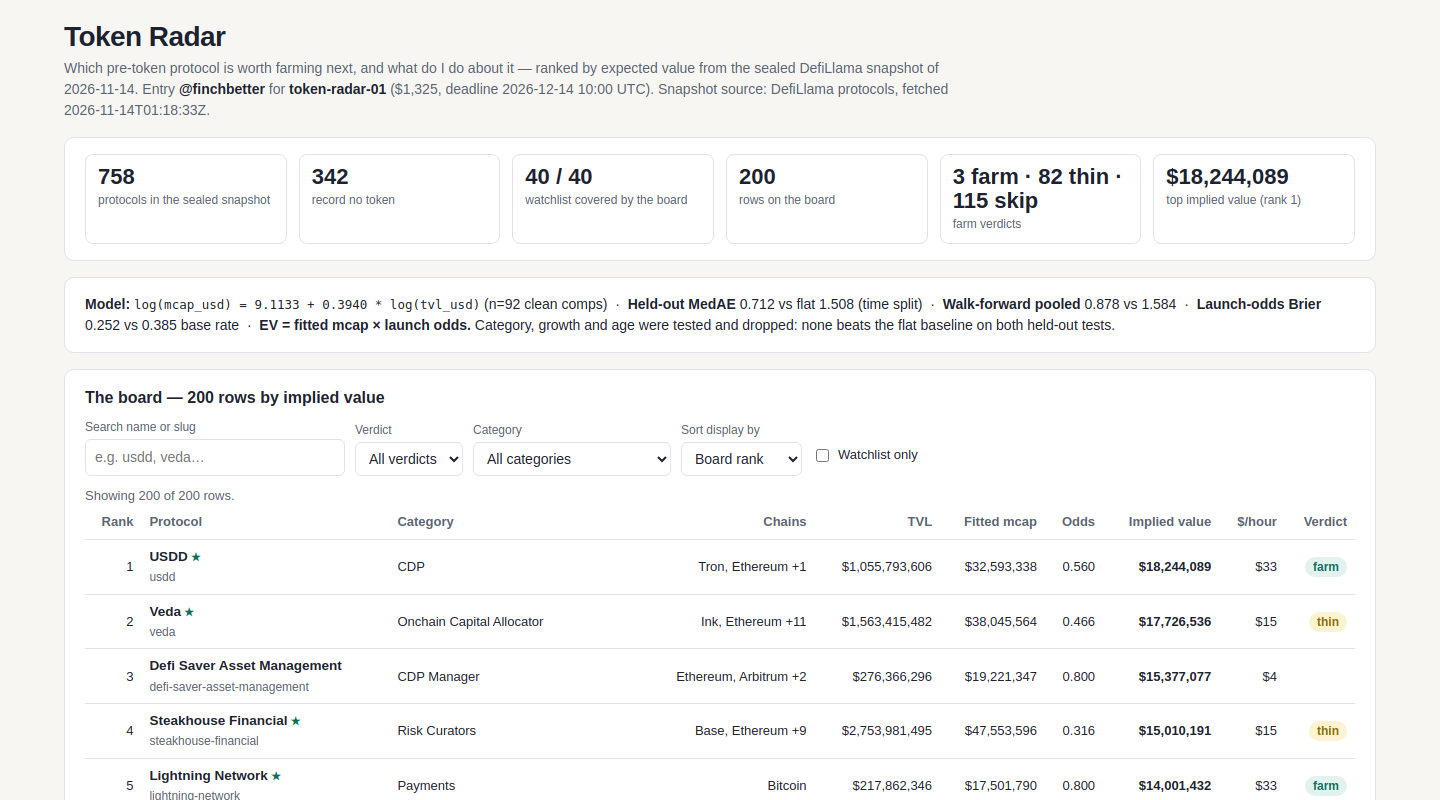 Token Radar
Which pre-token protocol is worth farming next, and what do I do about it — ranked by expected value from the sealed DefiLlama snapshot of
2026-11-14. Entry @finchbetter for token-radar-01 ($1,325, deadline 2026-12-14 10:00 UTC). Snapshot source: DefiLlama protocols, fetched
2026-11-14T01:18:33Z.
758
protocols in the sealed snapshot
342
record no token
40 / 40
watchlist covered by the board
200
rows on the board
3 farm · 82 thin ·
115 skip
farm verdicts
$18,244,089
top implied value (rank 1)
Model: log(mcap_usd) = 9.1133 + 0.3940 * log(tvl_usd) (n=92 clean comps) · Held-out MedAE 0.712 vs flat 1.508 (time split) · Walk-forward pooled 0.878 vs 1.584 · Launch-odds Brier
0.252 vs 0.385 base rate · EV = fitted mcap × launch odds. Category, growth and age were tested and dropped: none beats the flat baseline on both held-out tests.
The board — 200 rows by implied value
Search name or slug Verdict Category Sort display by
e.g. usdd, veda… All verdicts All categories Board rank Watchlist only
Showing 200 of 200 rows.
Rank Protocol Category Chains TVL Fitted mcap Odds Implied value $/hour Verdict
1 USDD ★ CDP Tron, Ethereum +1 $1,055,793,606 $32,593,338 0.560 $18,244,089 $33 farm
usdd
2 Veda ★ Onchain Capital Allocator Ink, Ethereum +11 $1,563,415,482 $38,045,564 0.466 $17,726,536 $15 thin
veda
3 Defi Saver Asset Management CDP Manager Ethereum, Arbitrum +2 $276,366,296 $19,221,347 0.800 $15,377,077 $4
defi-saver-asset-management
4 Steakhouse Financial ★ Risk Curators Base, Ethereum +9 $2,753,981,495 $47,553,596 0.316 $15,010,191 $15 thin
steakhouse-financial
5 Lightning Network ★ Payments Bitcoin $217,862,346 $17,501,790 0.800 $14,001,432 $33 farm
lightning-network